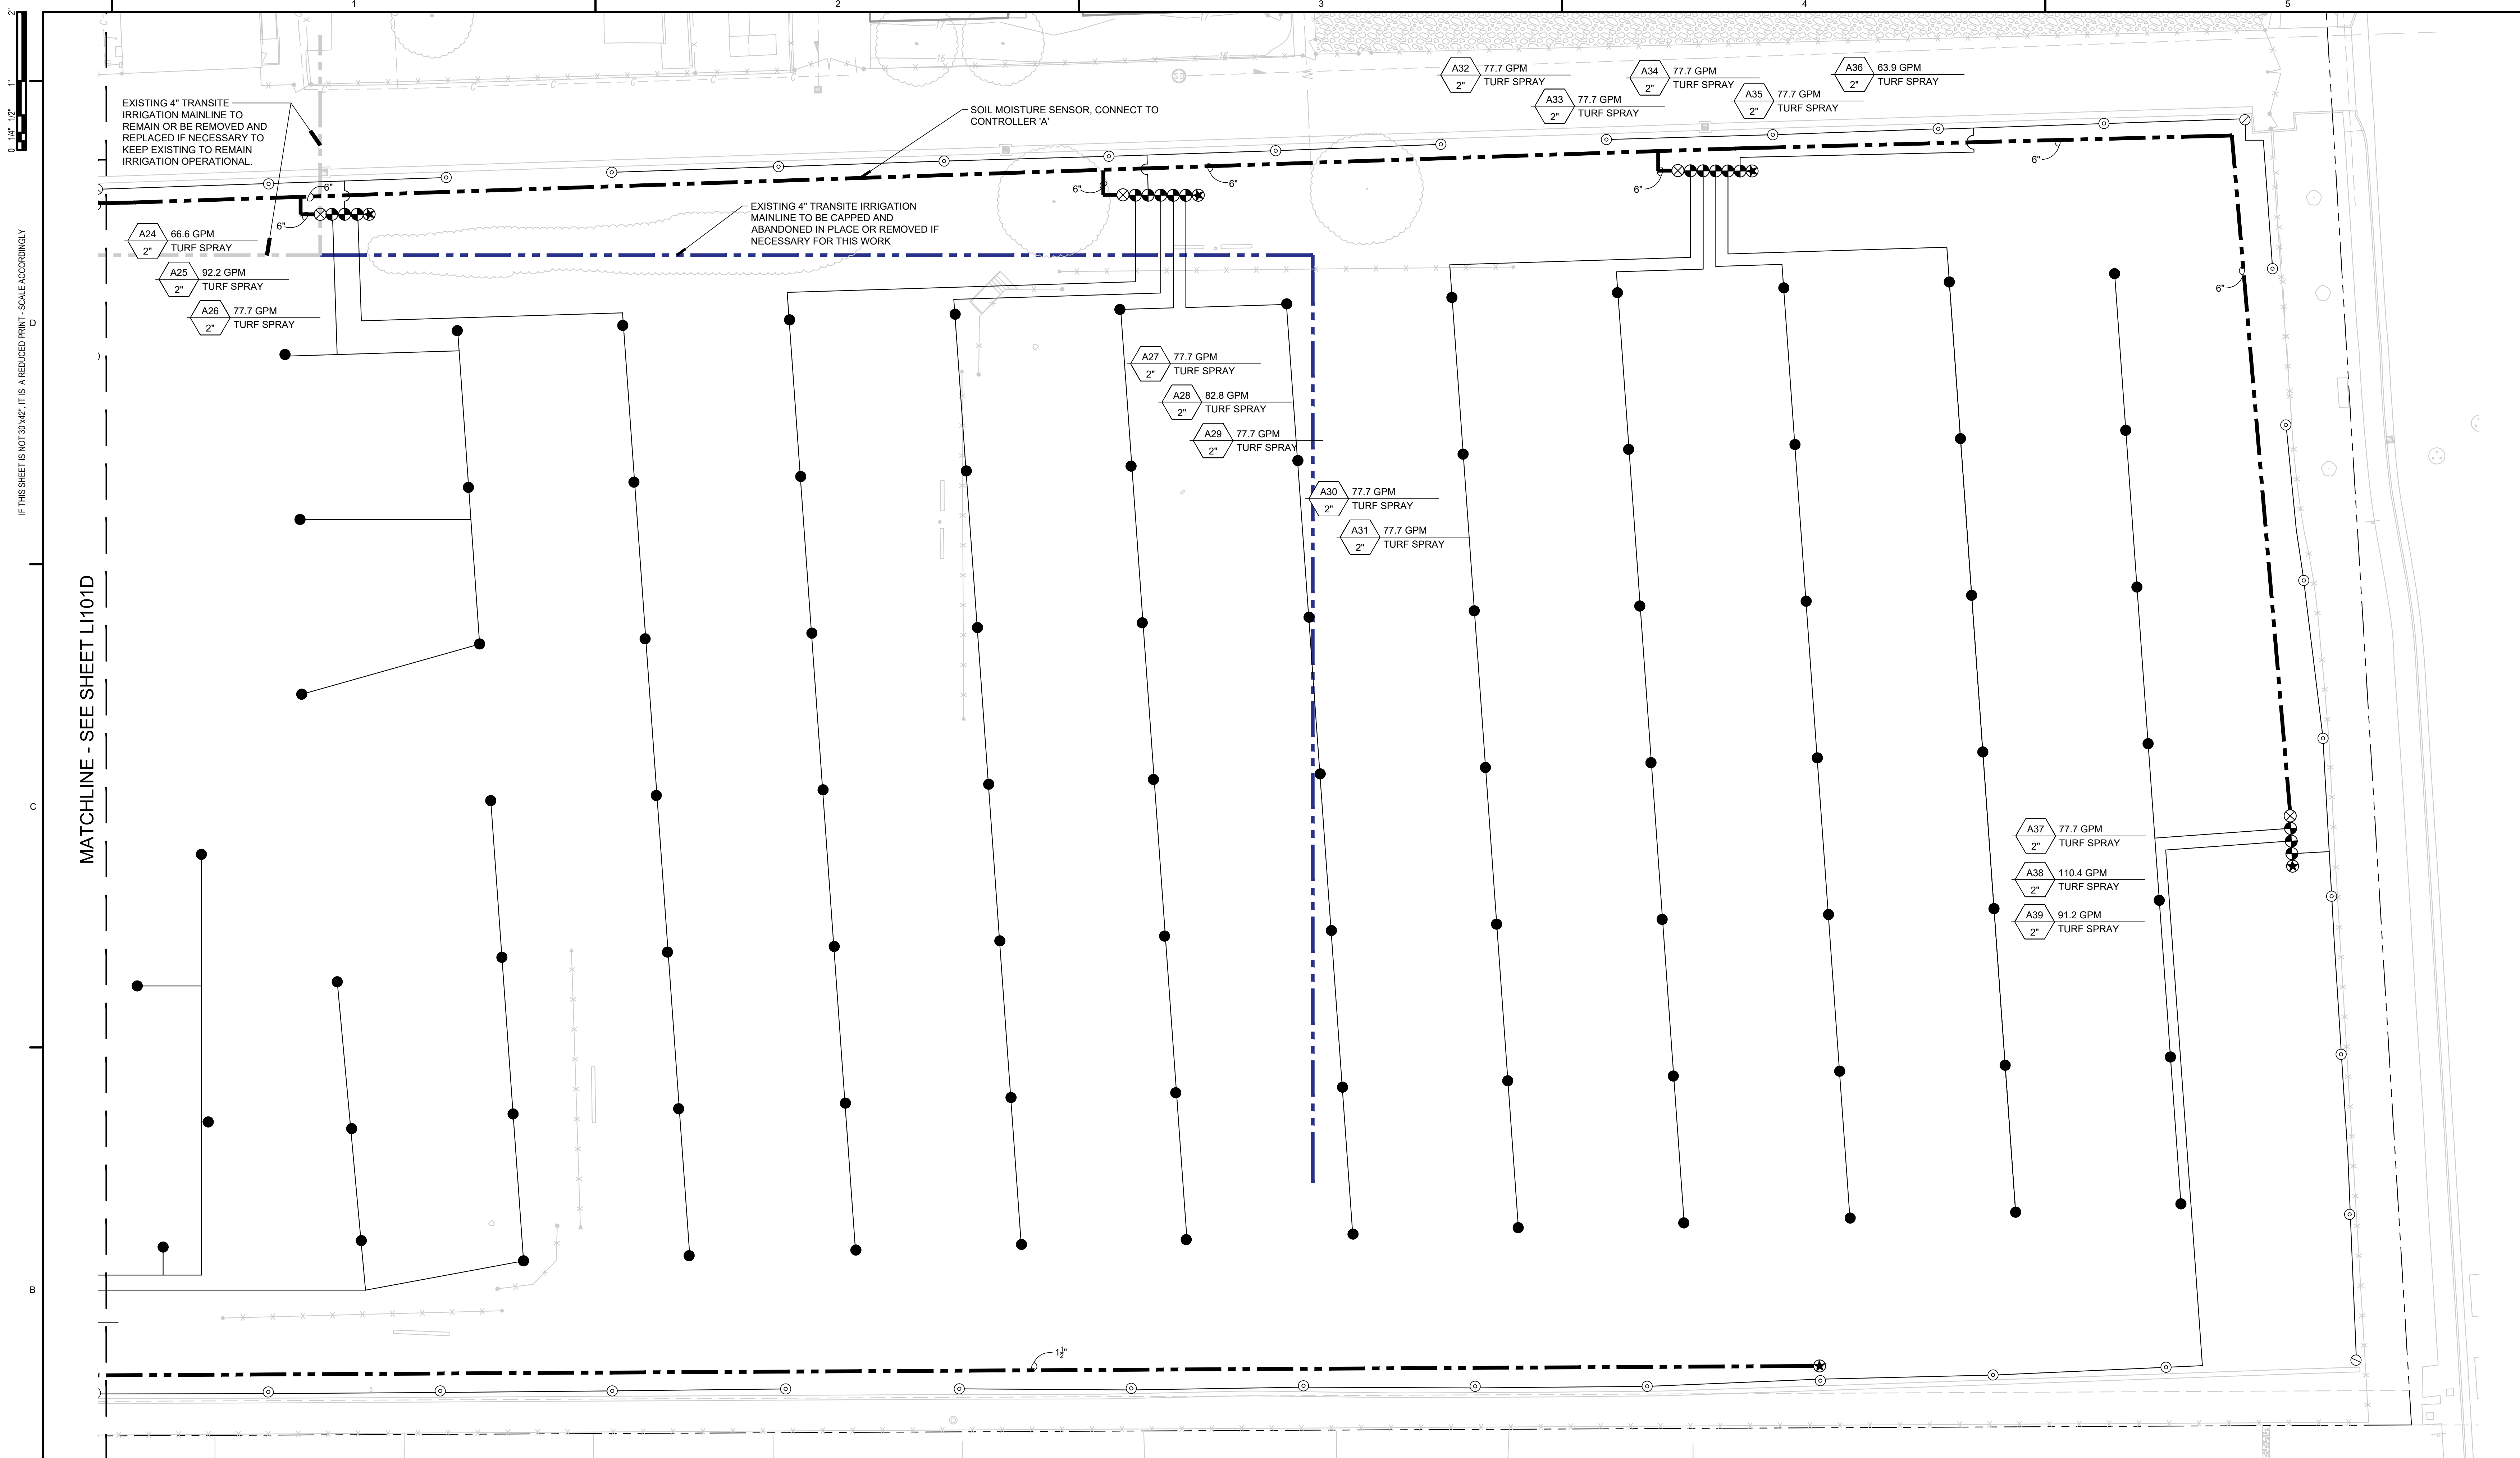 1
2
3
4
5
2"
1"
1/2"
1/4"
0
IF THIS SHEET IS NOT 30"x42", IT IS A REDUCED PRINT - SCALE ACCORDINGLY
D
C
B
MATCHLINE - SEE SHEET LI101D
EXISTING 4" TRANSITE
IRRIGATION MAINLINE TO
REMAIN OR BE REMOVED AND
REPLACED IF NECESSARY TO
KEEP EXISTING TO REMAIN
IRRIGATION OPERATIONAL.
SOIL MOISTURE SENSOR, CONNECT TO
CONTROLLER 'A'
EXISTING 4" TRANSITE IRRIGATION
MAINLINE TO BE CAPPED AND
ABANDONED IN PLACE OR REMOVED IF
NECESSARY FOR THIS WORK
17
16
16
SB
C
C
C
C
6"
6"
6"
6"
6"
6"
6"
A24 66.6 GPM
2" TURF SPRAY
A25 92.2 GPM
2" TURF SPRAY
A26 77.7 GPM
2" TURF SPRAY
A27 77.7 GPM
2" TURF SPRAY
A28 82.8 GPM
2" TURF SPRAY
A29 77.7 GPM
2" TURF SPRAY
A30 77.7 GPM
2" TURF SPRAY
A31 77.7 GPM
2" TURF SPRAY
A32 77.7 GPM
2" TURF SPRAY
A33 77.7 GPM
2" TURF SPRAY
A34 77.7 GPM
2" TURF SPRAY
A35 77.7 GPM
2" TURF SPRAY
A36 63.9 GPM
2" TURF SPRAY
A37 77.7 GPM
2" TURF SPRAY
A38 110.4 GPM
2" TURF SPRAY
A39 91.2 GPM
2" TURF SPRAY
1½"